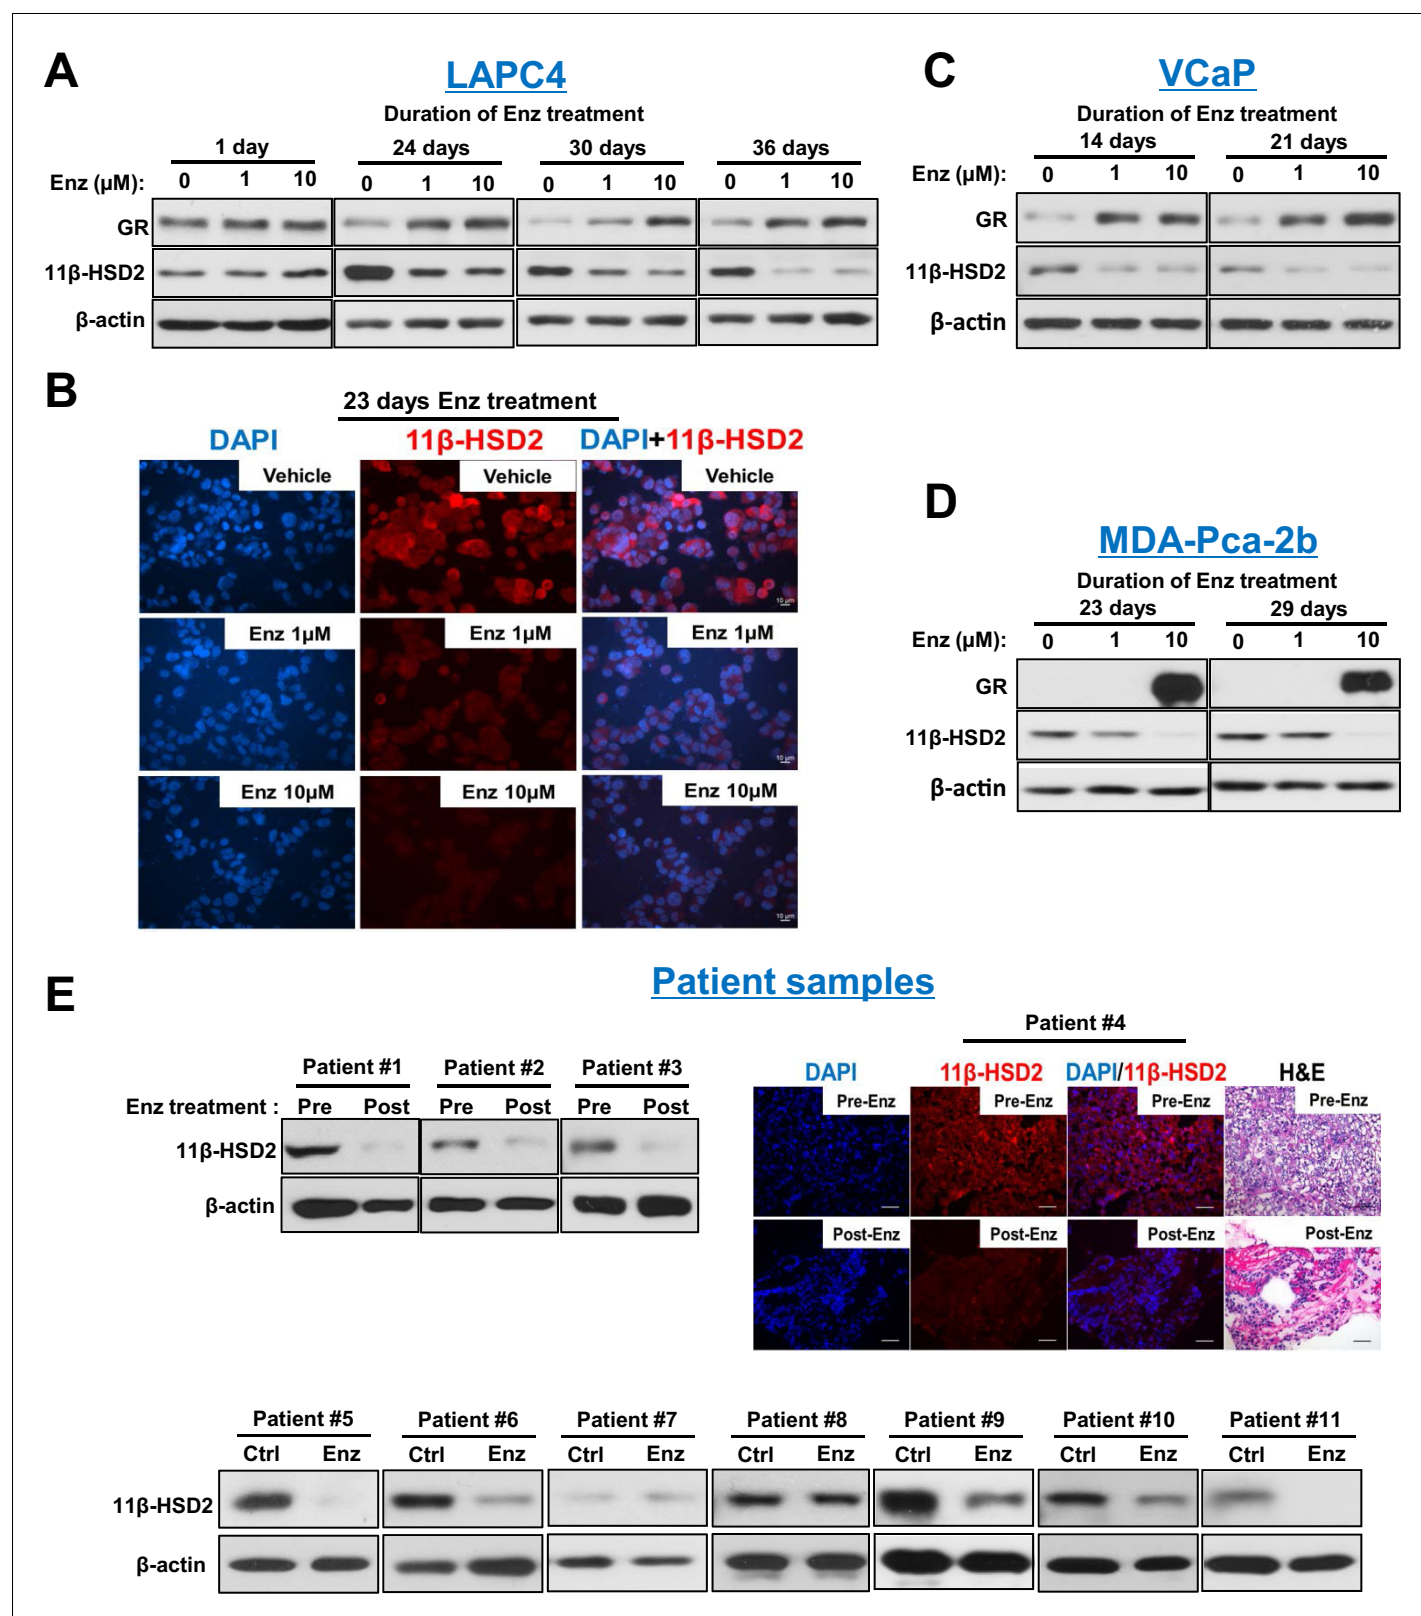 A
LAPC4
Duration of Enz treatment
1 day 24 days 30 days 36 days
Enz (µM): 0 1 10 0 1 10 0 1 10 0 1 10
GR
11β-HSD2
β-actin
C
VCaP
Duration of Enz treatment
14 days 21 days
Enz (µM): 0 1 10 0 1 10
GR
11β-HSD2
β-actin
B
23 days Enz treatment
DAPI 11β-HSD2 DAPI+11β-HSD2
Vehicle Vehicle Vehicle
10 µm
Enz 1µM Enz 1µM Enz 1µM
10 µm
Enz 10µM Enz 10µM Enz 10µM
10 µm
D
MDA-Pca-2b
Duration of Enz treatment
23 days 29 days
Enz (µM): 0 1 10 0 1 10
GR
11β-HSD2
β-actin
E
Patient samples
Patient #1 Patient #2 Patient #3
Enz treatment : Pre Post Pre Post Pre Post
11β-HSD2
β-actin
Patient #4
DAPI 11β-HSD2 DAPI/11β-HSD2 H&E
Pre-Enz Pre-Enz Pre-Enz Pre-Enz
Post-Enz Post-Enz Post-Enz Post-Enz
Patient #5 Patient #6 Patient #7 Patient #8 Patient #9 Patient #10 Patient #11
Ctrl Enz Ctrl Enz Ctrl Enz Ctrl Enz Ctrl Enz Ctrl Enz Ctrl Enz
11β-HSD2
β-actin